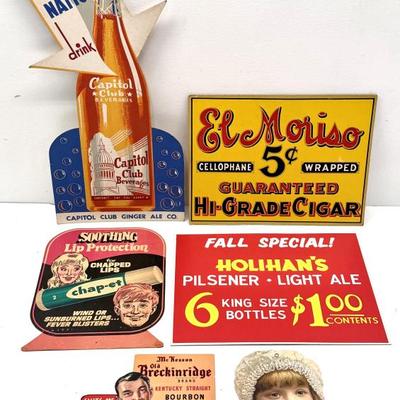 NATIO
drink
Capitol
Club
BEVERAGES
Capitol
Club
Beverages
CAPITOL CLUB GINGER ALE CO.
El Moriso
5¢
CELLOPHANE WRAPPED
GUARANTEED
HI-GRADE CIGAR
SOOTHING
Lip Protection
for
CHAPPED
LIPS
chap-et
WIND OR
SUNBURNED LIPS...
FEVER BLISTERS
FALL SPECIAL!
HOLIHAN'S
PILSENER - LIGHT ALE
6 KING SIZE
BOTTLES $1.00
CONTENTS
McKesson
Old
Breckinridge
BRAND
KENTUCKY STRAIGHT
BOURBON